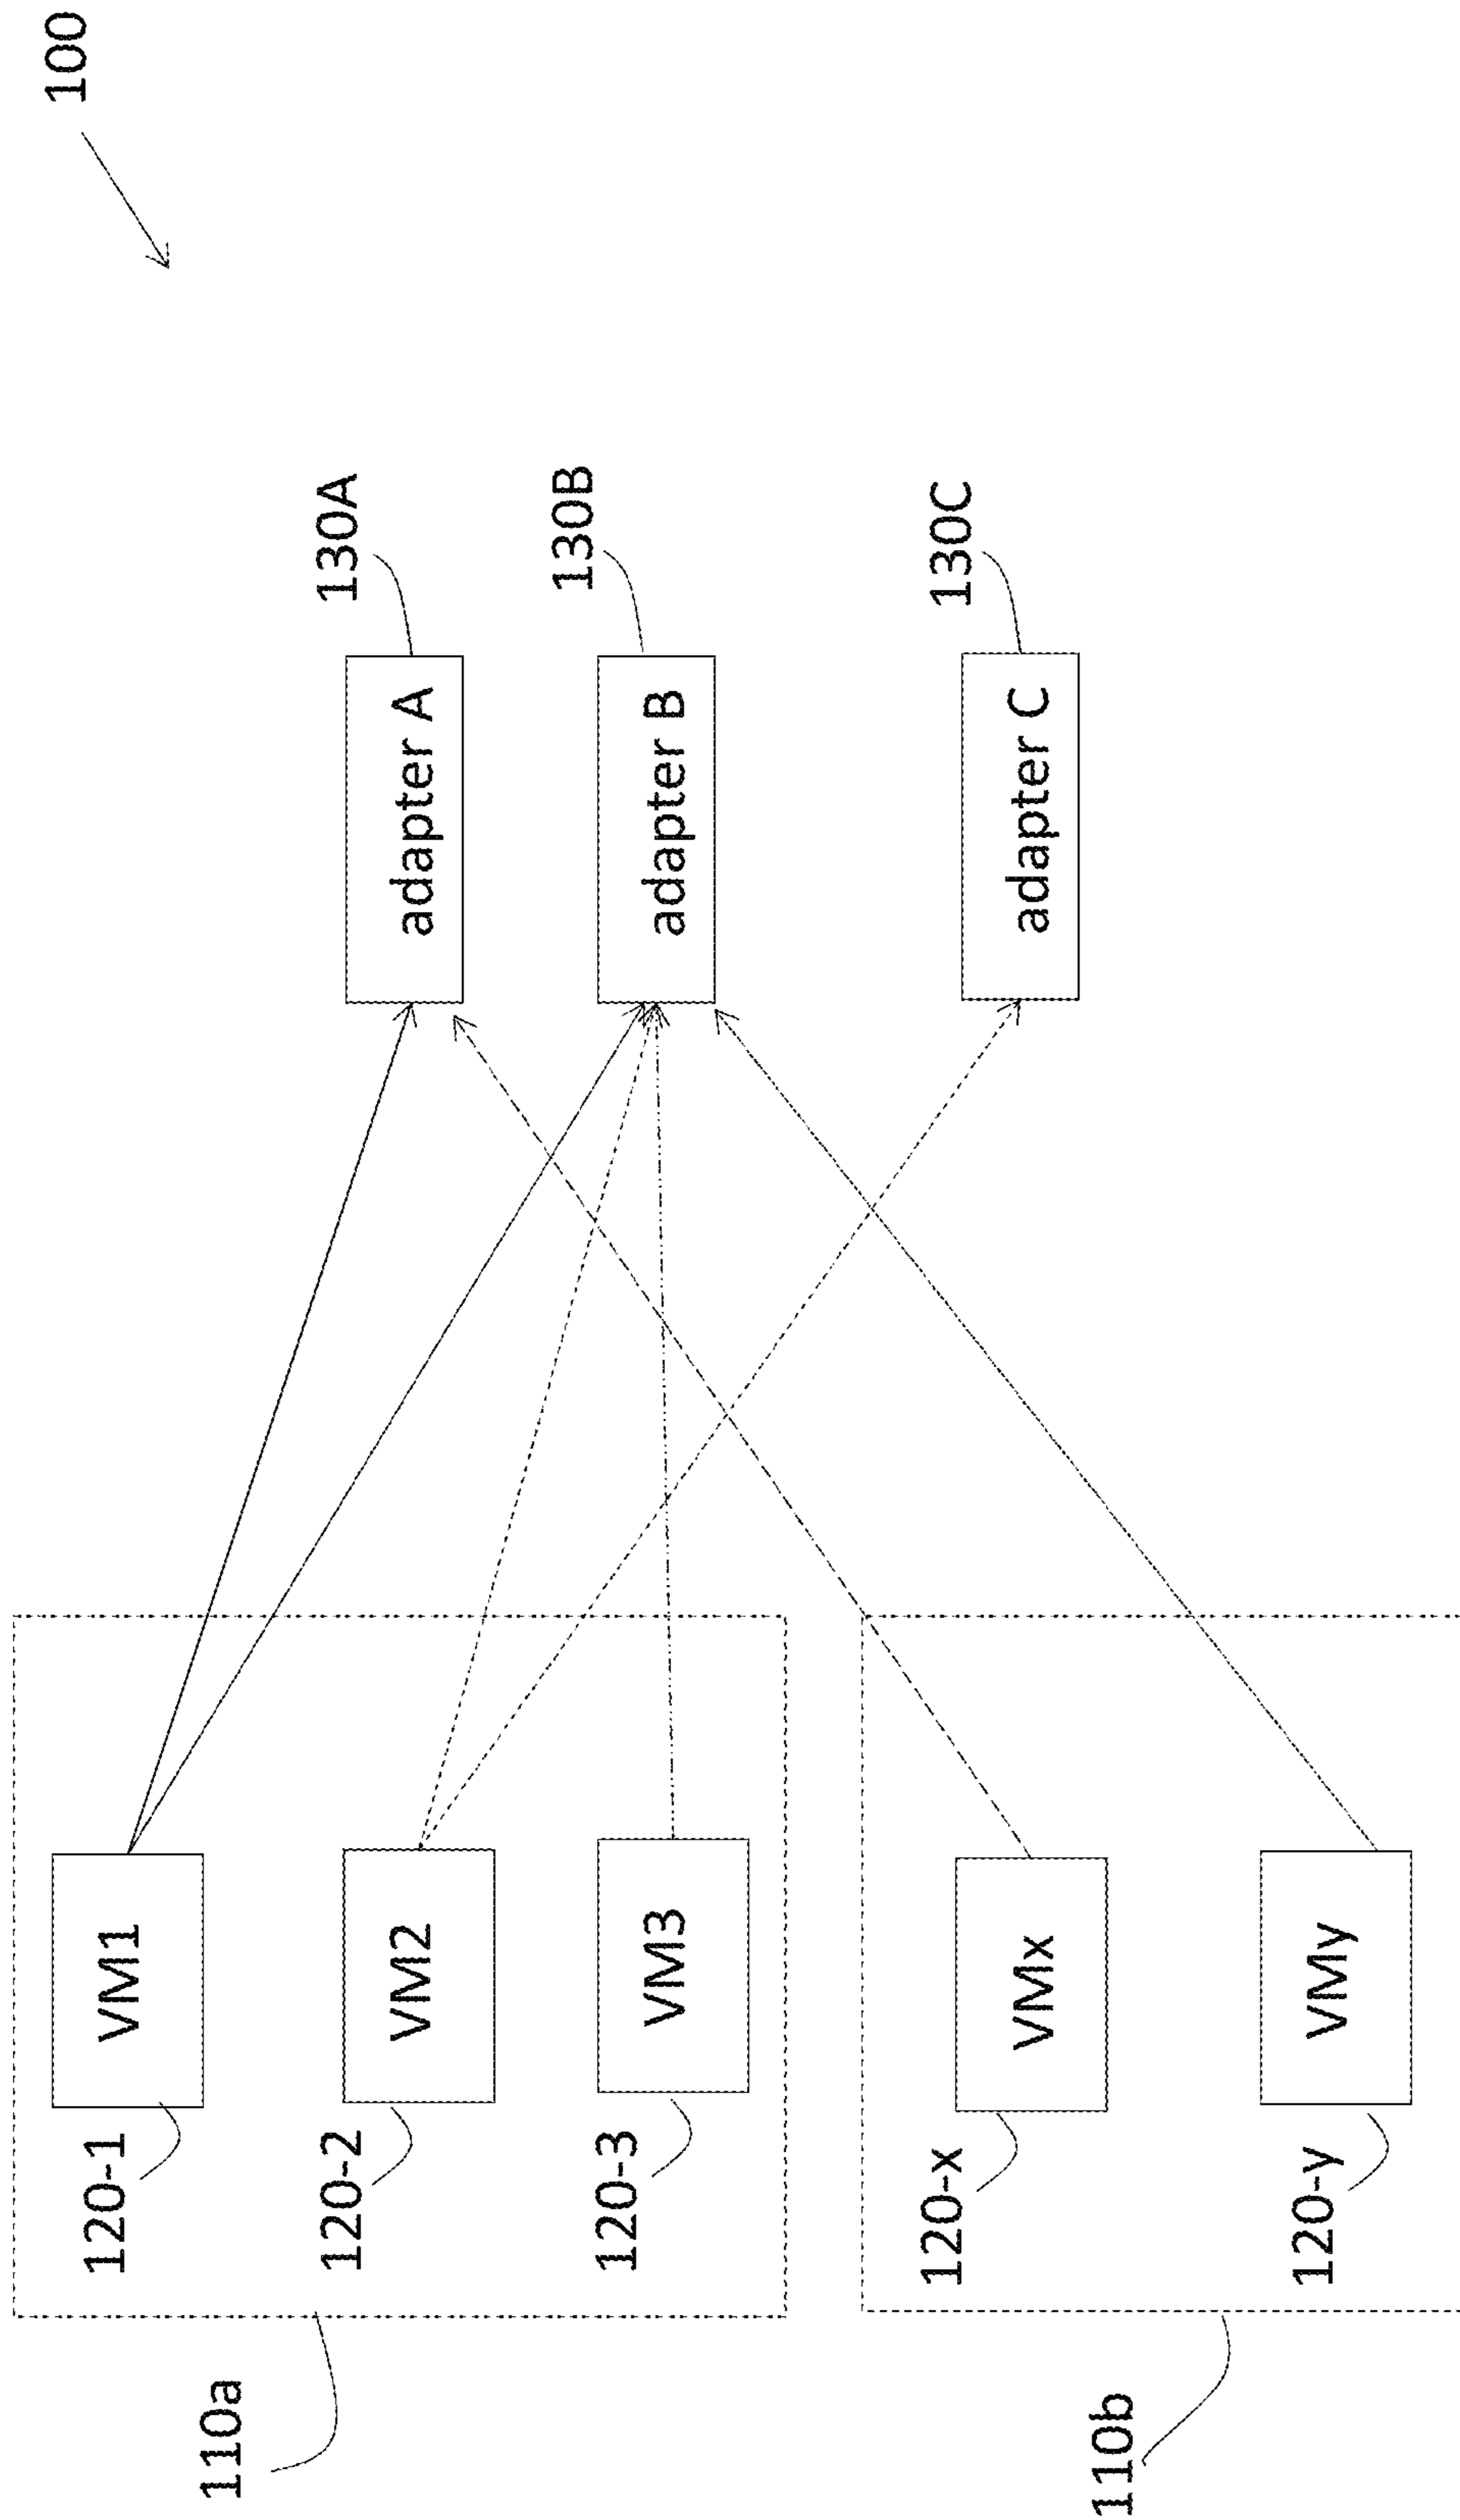 100
110a
120-1
VM1
120-2
VM2
120-3
VM3
110b
120-x
VMx
120-y
VMy
130A
adapter A
130B
adapter B
130C
adapter C